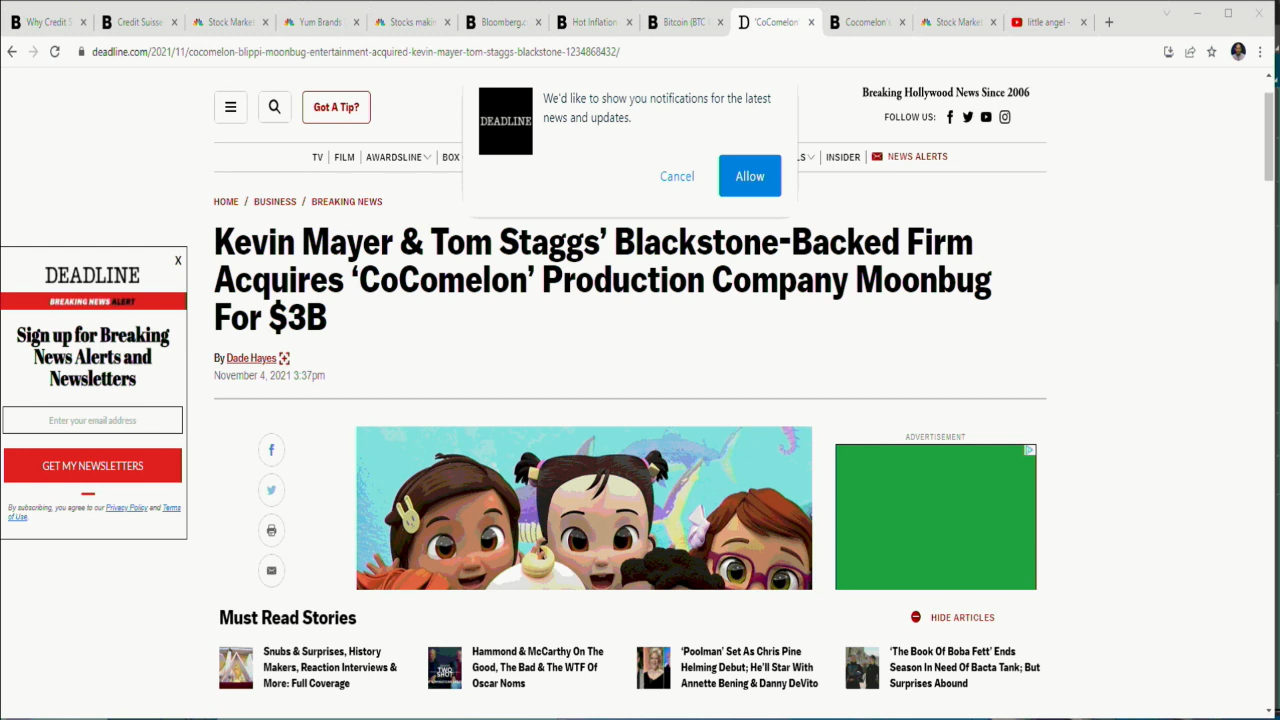 Why Credit S
Credit Suisse
Stock Market
Yum Brands
Stocks makin
Bloomberg.c
Hot Inflation
Bitcoin (BTC
'CoComelon'
Cocomelon's
Stock Market
little angel -
deadline.com/2021/11/cocomelon-blippi-moonbug-entertainment-acquired-kevin-mayer-tom-staggs-blackstone-1234868432/
Got A Tip?
DEADLINE
We'd like to show you notifications for the latest
news and updates.
Cancel
Allow
Breaking Hollywood News Since 2006
FOLLOW US:
TV
FILM
AWARDSLINE
BOX
LS
INSIDER
NEWS ALERTS
HOME / BUSINESS / BREAKING NEWS
Kevin Mayer & Tom Staggs' Blackstone-Backed Firm
Acquires 'CoComelon' Production Company Moonbug
For $3B
By Dade Hayes
November 4, 2021 3:37pm
X
DEADLINE
BREAKING NEWS ALERT
Sign up for Breaking
News Alerts and
Newsletters
Enter your email address
GET MY NEWSLETTERS
By subscribing, you agree to our Privacy Policy and Terms
of Use.
ADVERTISEMENT
Must Read Stories
HIDE ARTICLES
Snubs & Surprises, History
Makers, Reaction Interviews &
More: Full Coverage
TWO
SHOT
Hammond & McCarthy On The
Good, The Bad & The WTF Of
Oscar Noms
'Poolman' Set As Chris Pine
Helming Debut; He'll Star With
Annette Bening & Danny DeVito
'The Book Of Boba Fett' Ends
Season In Need Of Bacta Tank; But
Surprises Abound